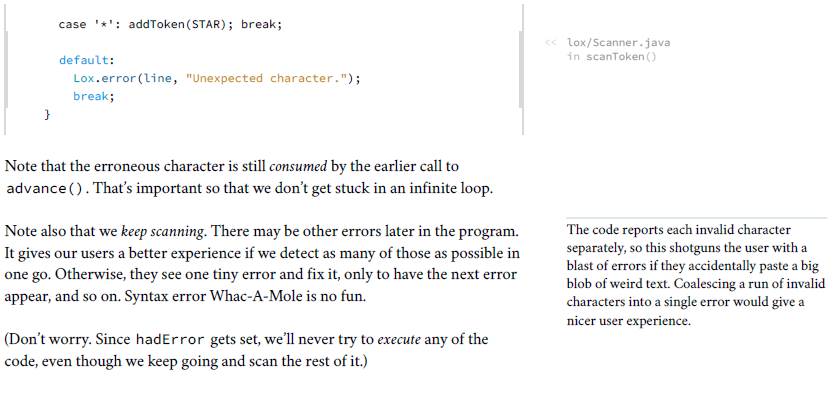 case '*': addToken(STAR); break;
default:
Lox.error(line, "Unexpected character.");
break;
}
<< lox/Scanner.java
in scanToken()
Note that the erroneous character is still consumed by the earlier call to
advance(). That’s important so that we don’t get stuck in an infinite loop.
Note also that we keep scanning. There may be other errors later in the program.
It gives our users a better experience if we detect as many of those as possible in
one go. Otherwise, they see one tiny error and fix it, only to have the next error
appear, and so on. Syntax error Whac-A-Mole is no fun.
(Don’t worry. Since hadError gets set, we’ll never try to execute any of the
code, even though we keep going and scan the rest of it.)
The code reports each invalid character
separately, so this shotguns the user with a
blast of errors if they accidentally paste a big
blob of weird text. Coalescing a run of invalid
characters into a single error would give a
nicer user experience.